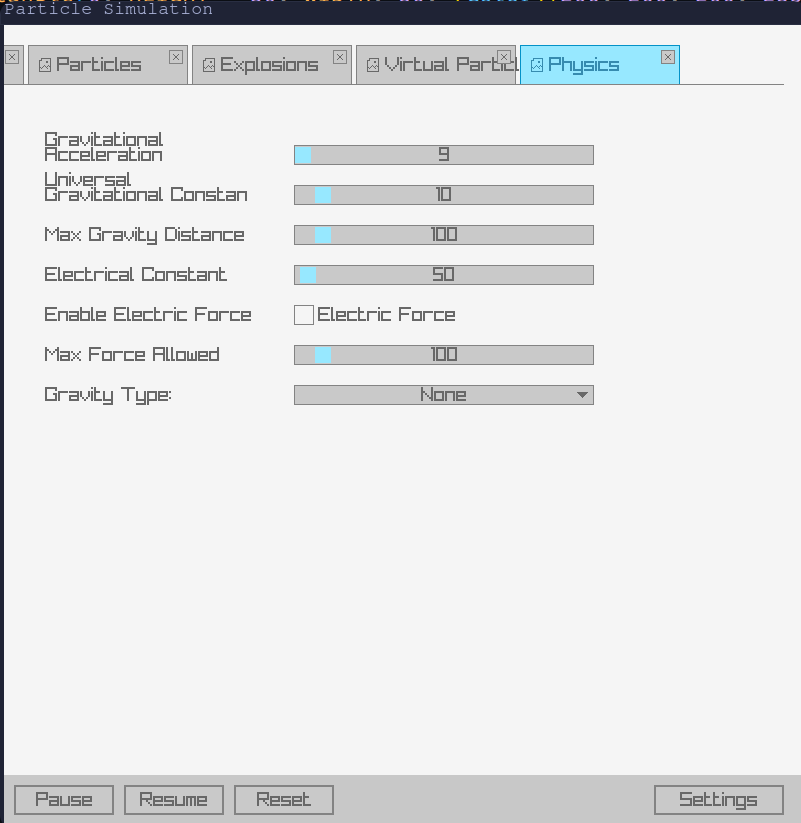 Particle Simulation
Particles Explosions Virtual Particl Physics
Gravitational
Acceleration 9
Universal
Gravitational Constan 10
Max Gravity Distance 100
Electrical Constant 50
Enable Electric Force Electric Force
Max Force Allowed 100
Gravity Type: None
Pause Resume Reset Settings